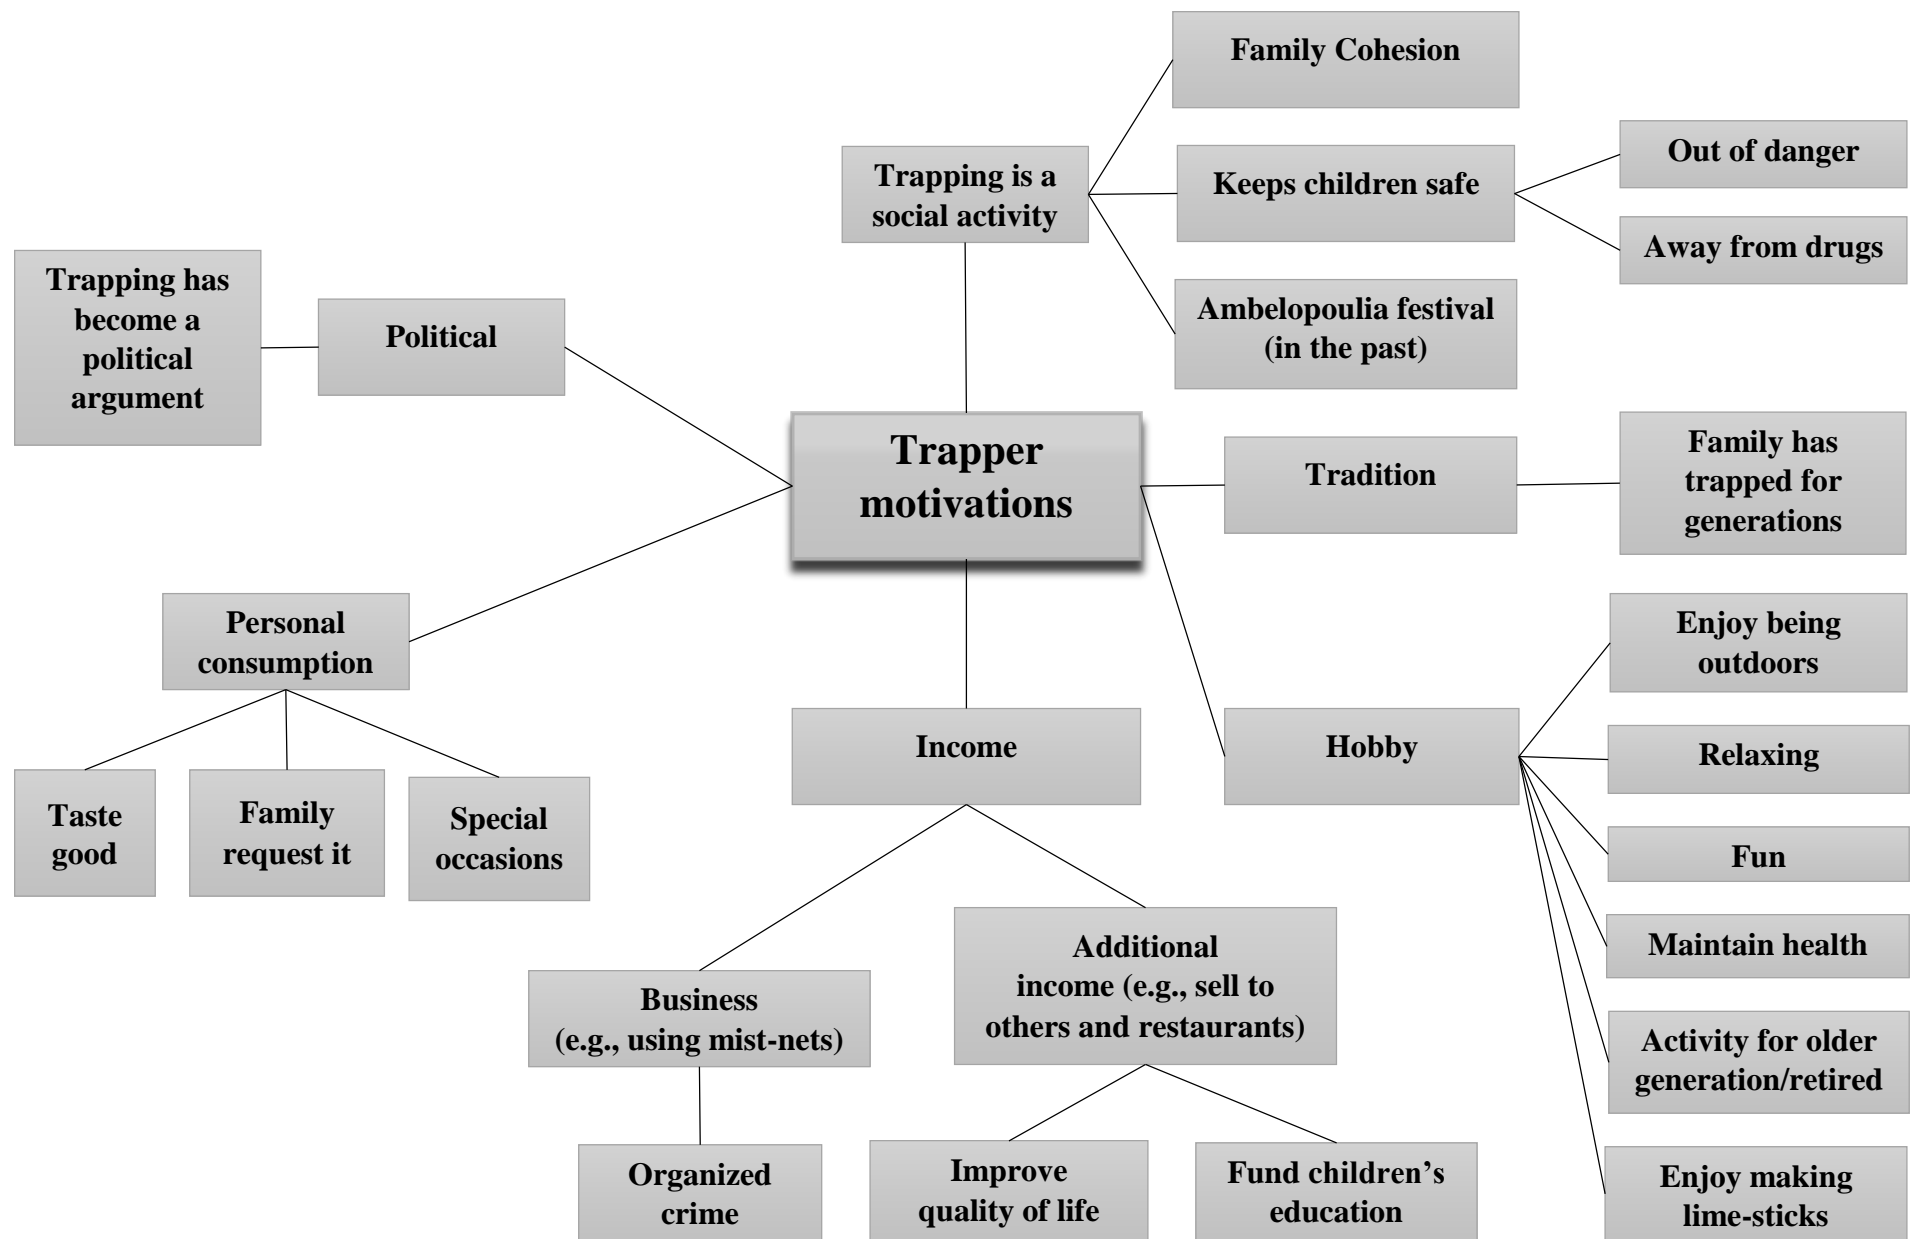 Family Cohesion
Trapping is a
social activity
Keeps children safe
Out of danger
Away from drugs
Ambelopoulia festival
(in the past)
Trapping has
become a
political
argument
Political
Trapper
motivations
Tradition
Family has
trapped for
generations
Personal
consumption
Taste
good
Family
request it
Special
occasions
Income
Hobby
Enjoy being
outdoors
Relaxing
Fun
Maintain health
Activity for older
generation/retired
Enjoy making
lime-sticks
Business
(e.g., using mist-nets)
Additional
income (e.g., sell to
others and restaurants)
Organized
crime
Improve
quality of life
Fund children’s
education